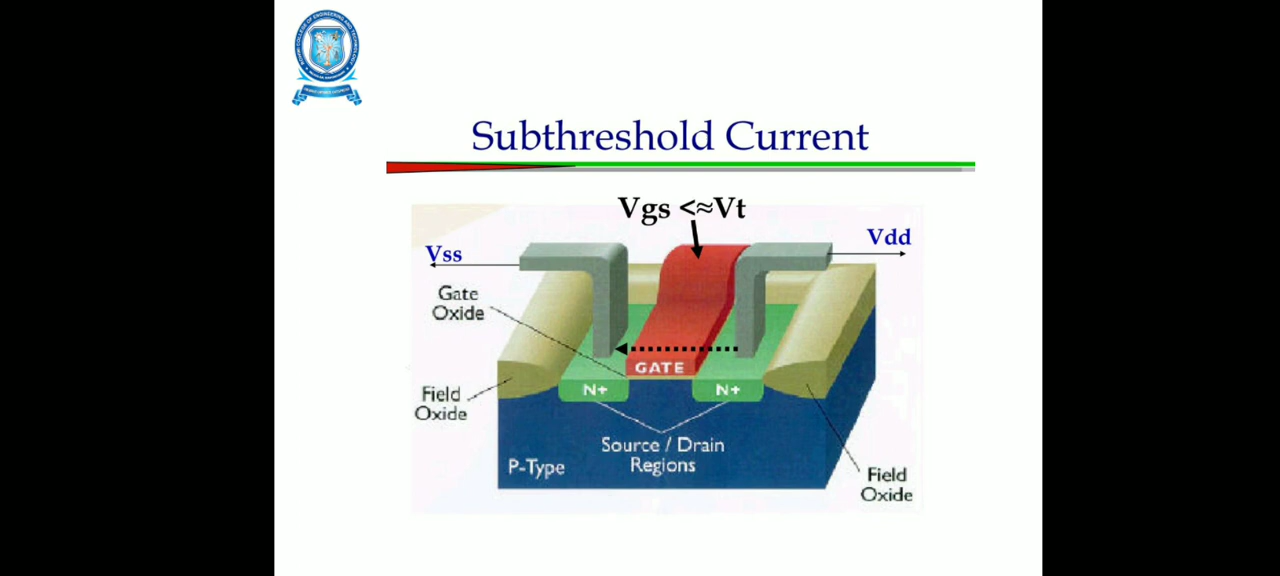 Subthreshold Current
Vgs <≈Vt
Vss
Vdd
Gate
Oxide
GATE
N+
N+
Field
Oxide
Source / Drain
Regions
P-Type
Field
Oxide